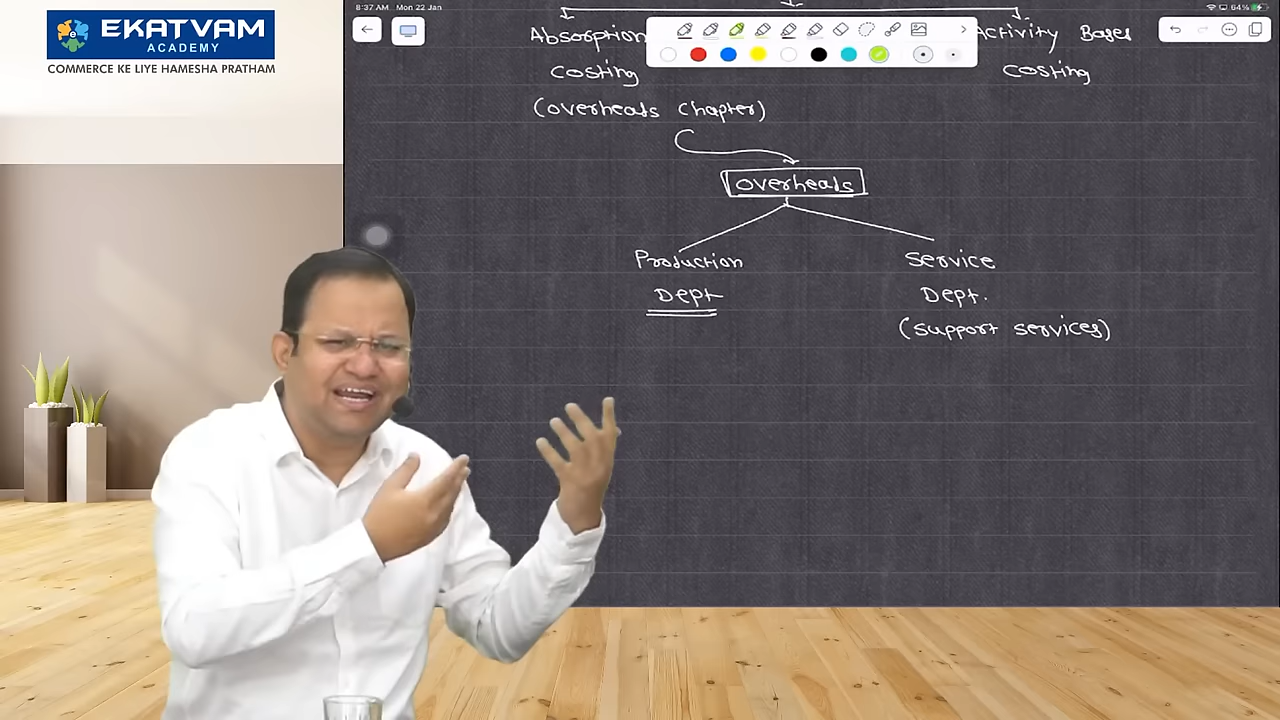 EKATVAM
ACADEMY
COMMERCE KE LIYE HAMESHA PRATHAM
8:37 AM Mon 22 Jan
64%
Absorption
costing
(overheads chapter)
Activity Based
costing
overheads
Production
Dept
Service
Dept.
(support services)